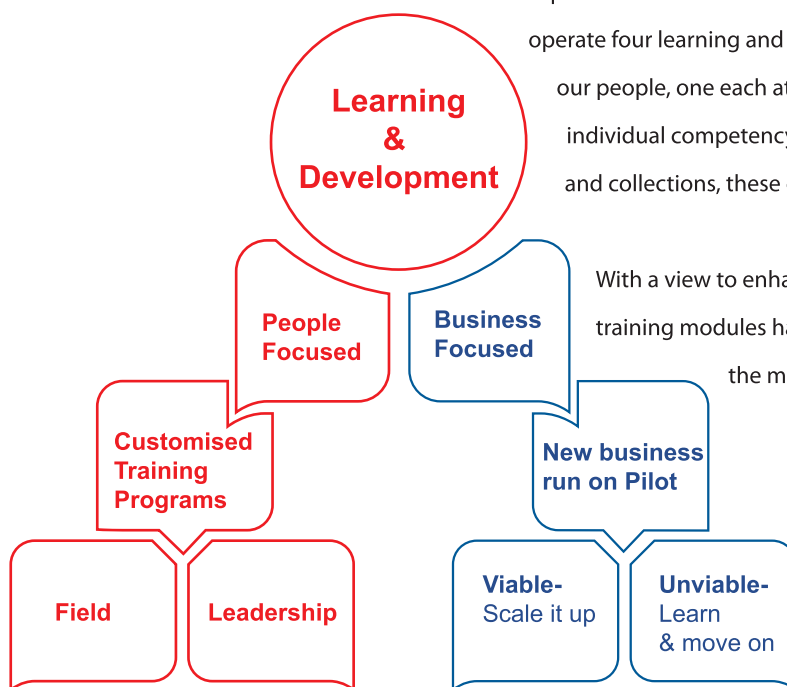 operate four learning and
our people, one each at
individual competency
and collections, these
With a view to enha
training modules ha
the m
Learning
&
Development
People
Focused
Business
Focused
Customised
Training
Programs
New business
run on Pilot
Field
Leadership
Viable-
Scale it up
Unviable-
Learn
& move on